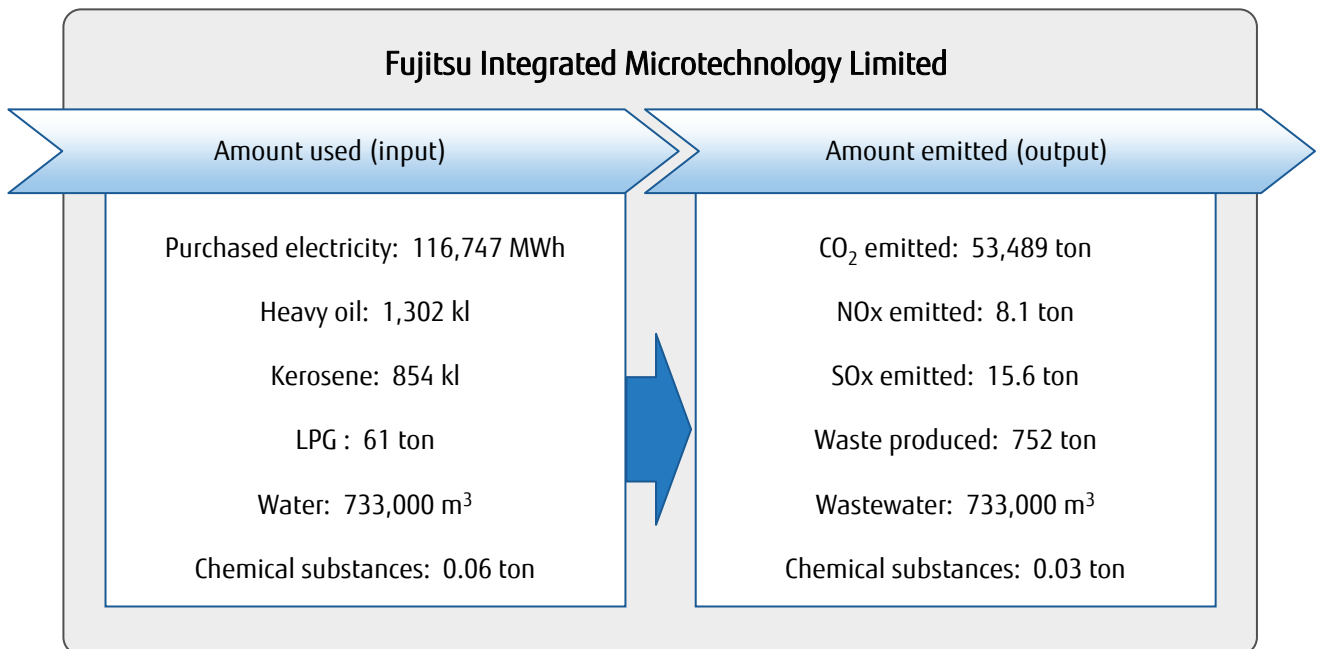 Fujitsu Integrated Microtechnology Limited
Amount used (input)
Purchased electricity: 116,747 MWh
Heavy oil: 1,302 kl
Kerosene: 854 kl
LPG : 61 ton
Water: 733,000 m³
Chemical substances: 0.06 ton
Amount emitted (output)
CO₂ emitted: 53,489 ton
NOx emitted: 8.1 ton
SOx emitted: 15.6 ton
Waste produced: 752 ton
Wastewater: 733,000 m³
Chemical substances: 0.03 ton